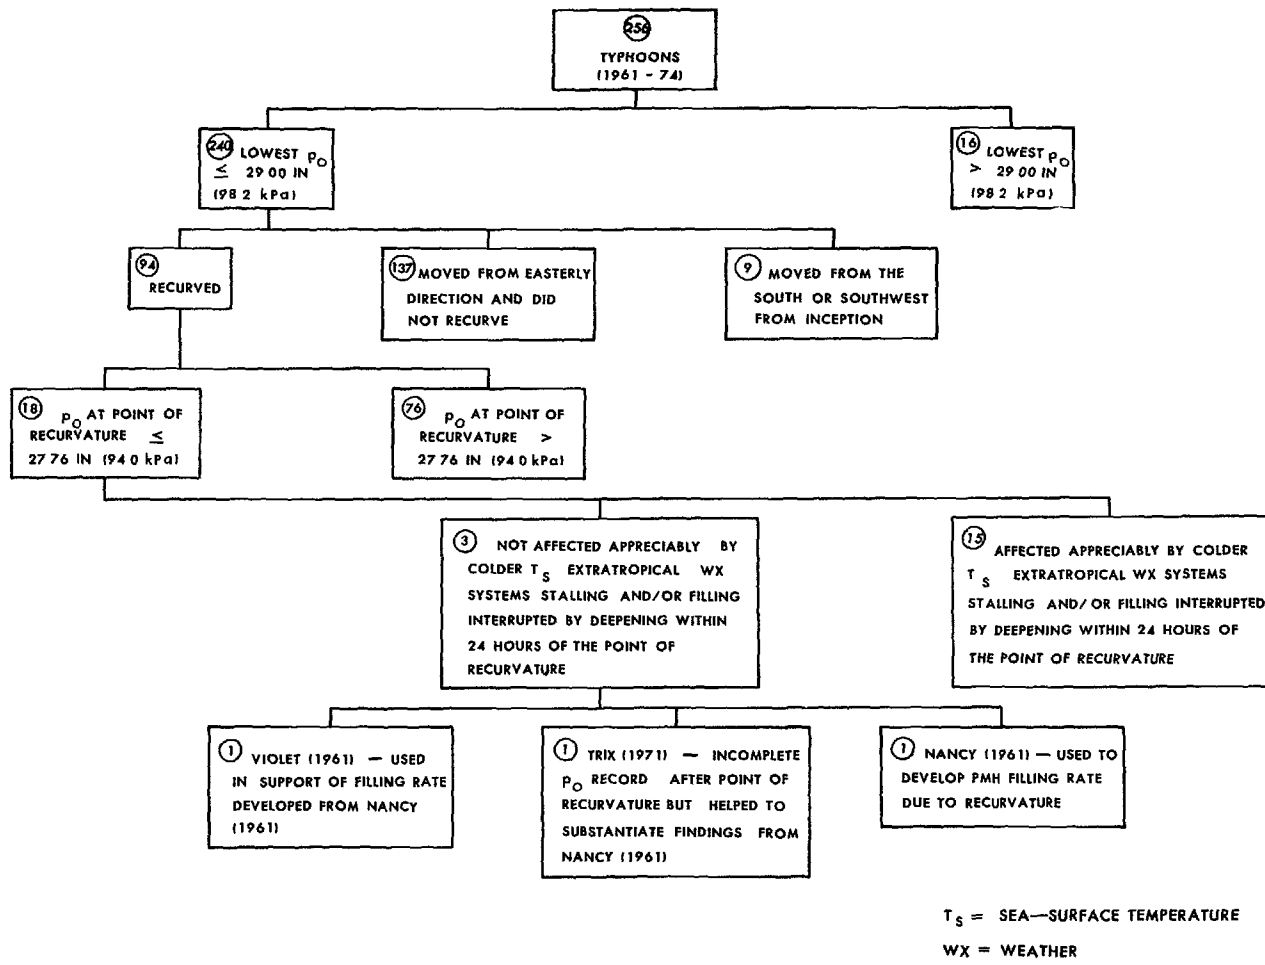 256
TYPHOONS
(1961 - 74)
240 LOWEST pO
≤ 29 00 IN
(98 2 kPa)
16 LOWEST pO
> 29 00 IN
(98 2 kPa)
94
RECURVED
137 MOVED FROM EASTERLY
DIRECTION AND DID
NOT RECURVE
9 MOVED FROM THE
SOUTH OR SOUTHWEST
FROM INCEPTION
18 pO AT POINT OF
RECURVATURE ≤
27 76 IN (94 0 kPa)
76 pO AT POINT OF
RECURVATURE >
27 76 IN (94 0 kPa)
3 NOT AFFECTED APPRECIABLY BY
COLDER TS EXTRATROPICAL WX
SYSTEMS STALLING AND/OR FILLING
INTERRUPTED BY DEEPENING WITHIN
24 HOURS OF THE POINT OF
RECURVATURE
15 AFFECTED APPRECIABLY BY COLDER
TS EXTRATROPICAL WX SYSTEMS
STALLING AND/OR FILLING INTERRUPTED
BY DEEPENING WITHIN 24 HOURS OF
THE POINT OF RECURVATURE
1 VIOLET (1961) — USED
IN SUPPORT OF FILLING RATE
DEVELOPED FROM NANCY
(1961)
1 TRIX (1971) — INCOMPLETE
pO RECORD AFTER POINT OF
RECURVATURE BUT HELPED TO
SUBSTANTIATE FINDINGS FROM
NANCY (1961)
1 NANCY (1961) — USED TO
DEVELOP PMH FILLING RATE
DUE TO RECURVATURE
TS = SEA—SURFACE TEMPERATURE
WX = WEATHER